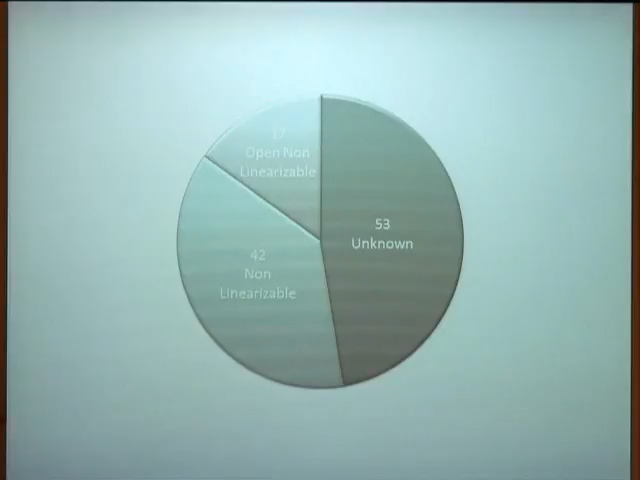 17
Open Non
Linearizable
53
Unknown
42
Non
Linearizable